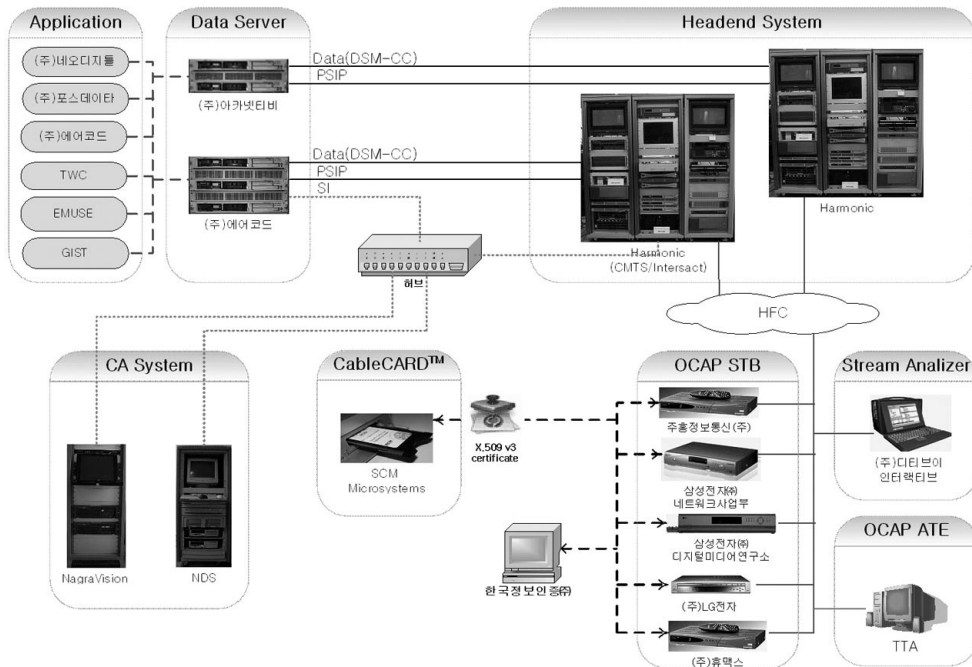 Application
(주)네오디지틀
(주)포스데이타
(주)에어코드
TWC
EMUSE
GIST
Data Server
(주)아카넷티비
(주)에어코드
Data(DSM-CC)
PSIP
Data(DSM-CC)
PSIP
SI
Headend System
Harmonic
Harmonic
(CMTS/Intersact)
허브
HFC
CA System
NagraVision
NDS
CableCARD™
SCM
Microsystems
X,509 v3
certificate
한국정보인증㈜
OCAP STB
주홍정보통신(주)
삼성전자㈜
네트워크사업부
삼성전자㈜
디지털미디어연구소
(주)LG전자
(주)휴맥스
Stream Analizer
(주)디티브이
인터랙티브
OCAP ATE
TTA